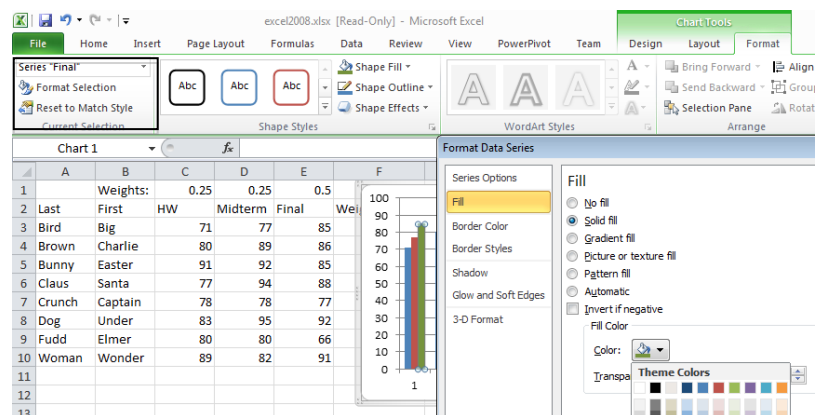 excel2008.xlsx [Read-Only] - Microsoft Excel
Chart Tools
File Home Insert Page Layout Formulas Data Review View PowerPivot Team Design Layout Format
Series "Final"
Format Selection
Reset to Match Style
Current Selection
Abc Abc Abc
Shape Fill
Shape Outline
Shape Effects
Shape Styles
A A A
WordArt Styles
A
Bring Forward
Send Backward
Selection Pane
Align
Group
Rotat
Arrange
Chart 1 fx
Format Data Series
A B C D E F
1 Weights: 0.25 0.25 0.5
2 Last First HW Midterm Final Wei
3 Bird Big 71 77 85
4 Brown Charlie 80 89 86
5 Bunny Easter 91 92 85
6 Claus Santa 77 94 88
7 Crunch Captain 78 78 77
8 Dog Under 83 95 92
9 Fudd Elmer 80 80 66
10 Woman Wonder 89 82 91
11
12
13
100
90
80
70
60
50
40
30
20
10
0
1
Series Options
Fill
Border Color
Border Styles
Shadow
Glow and Soft Edges
3-D Format
Fill
No fill
Solid fill
Gradient fill
Picture or texture fill
Pattern fill
Automatic
Invert if negative
Fill Color
Color:
Transpa
Theme Colors